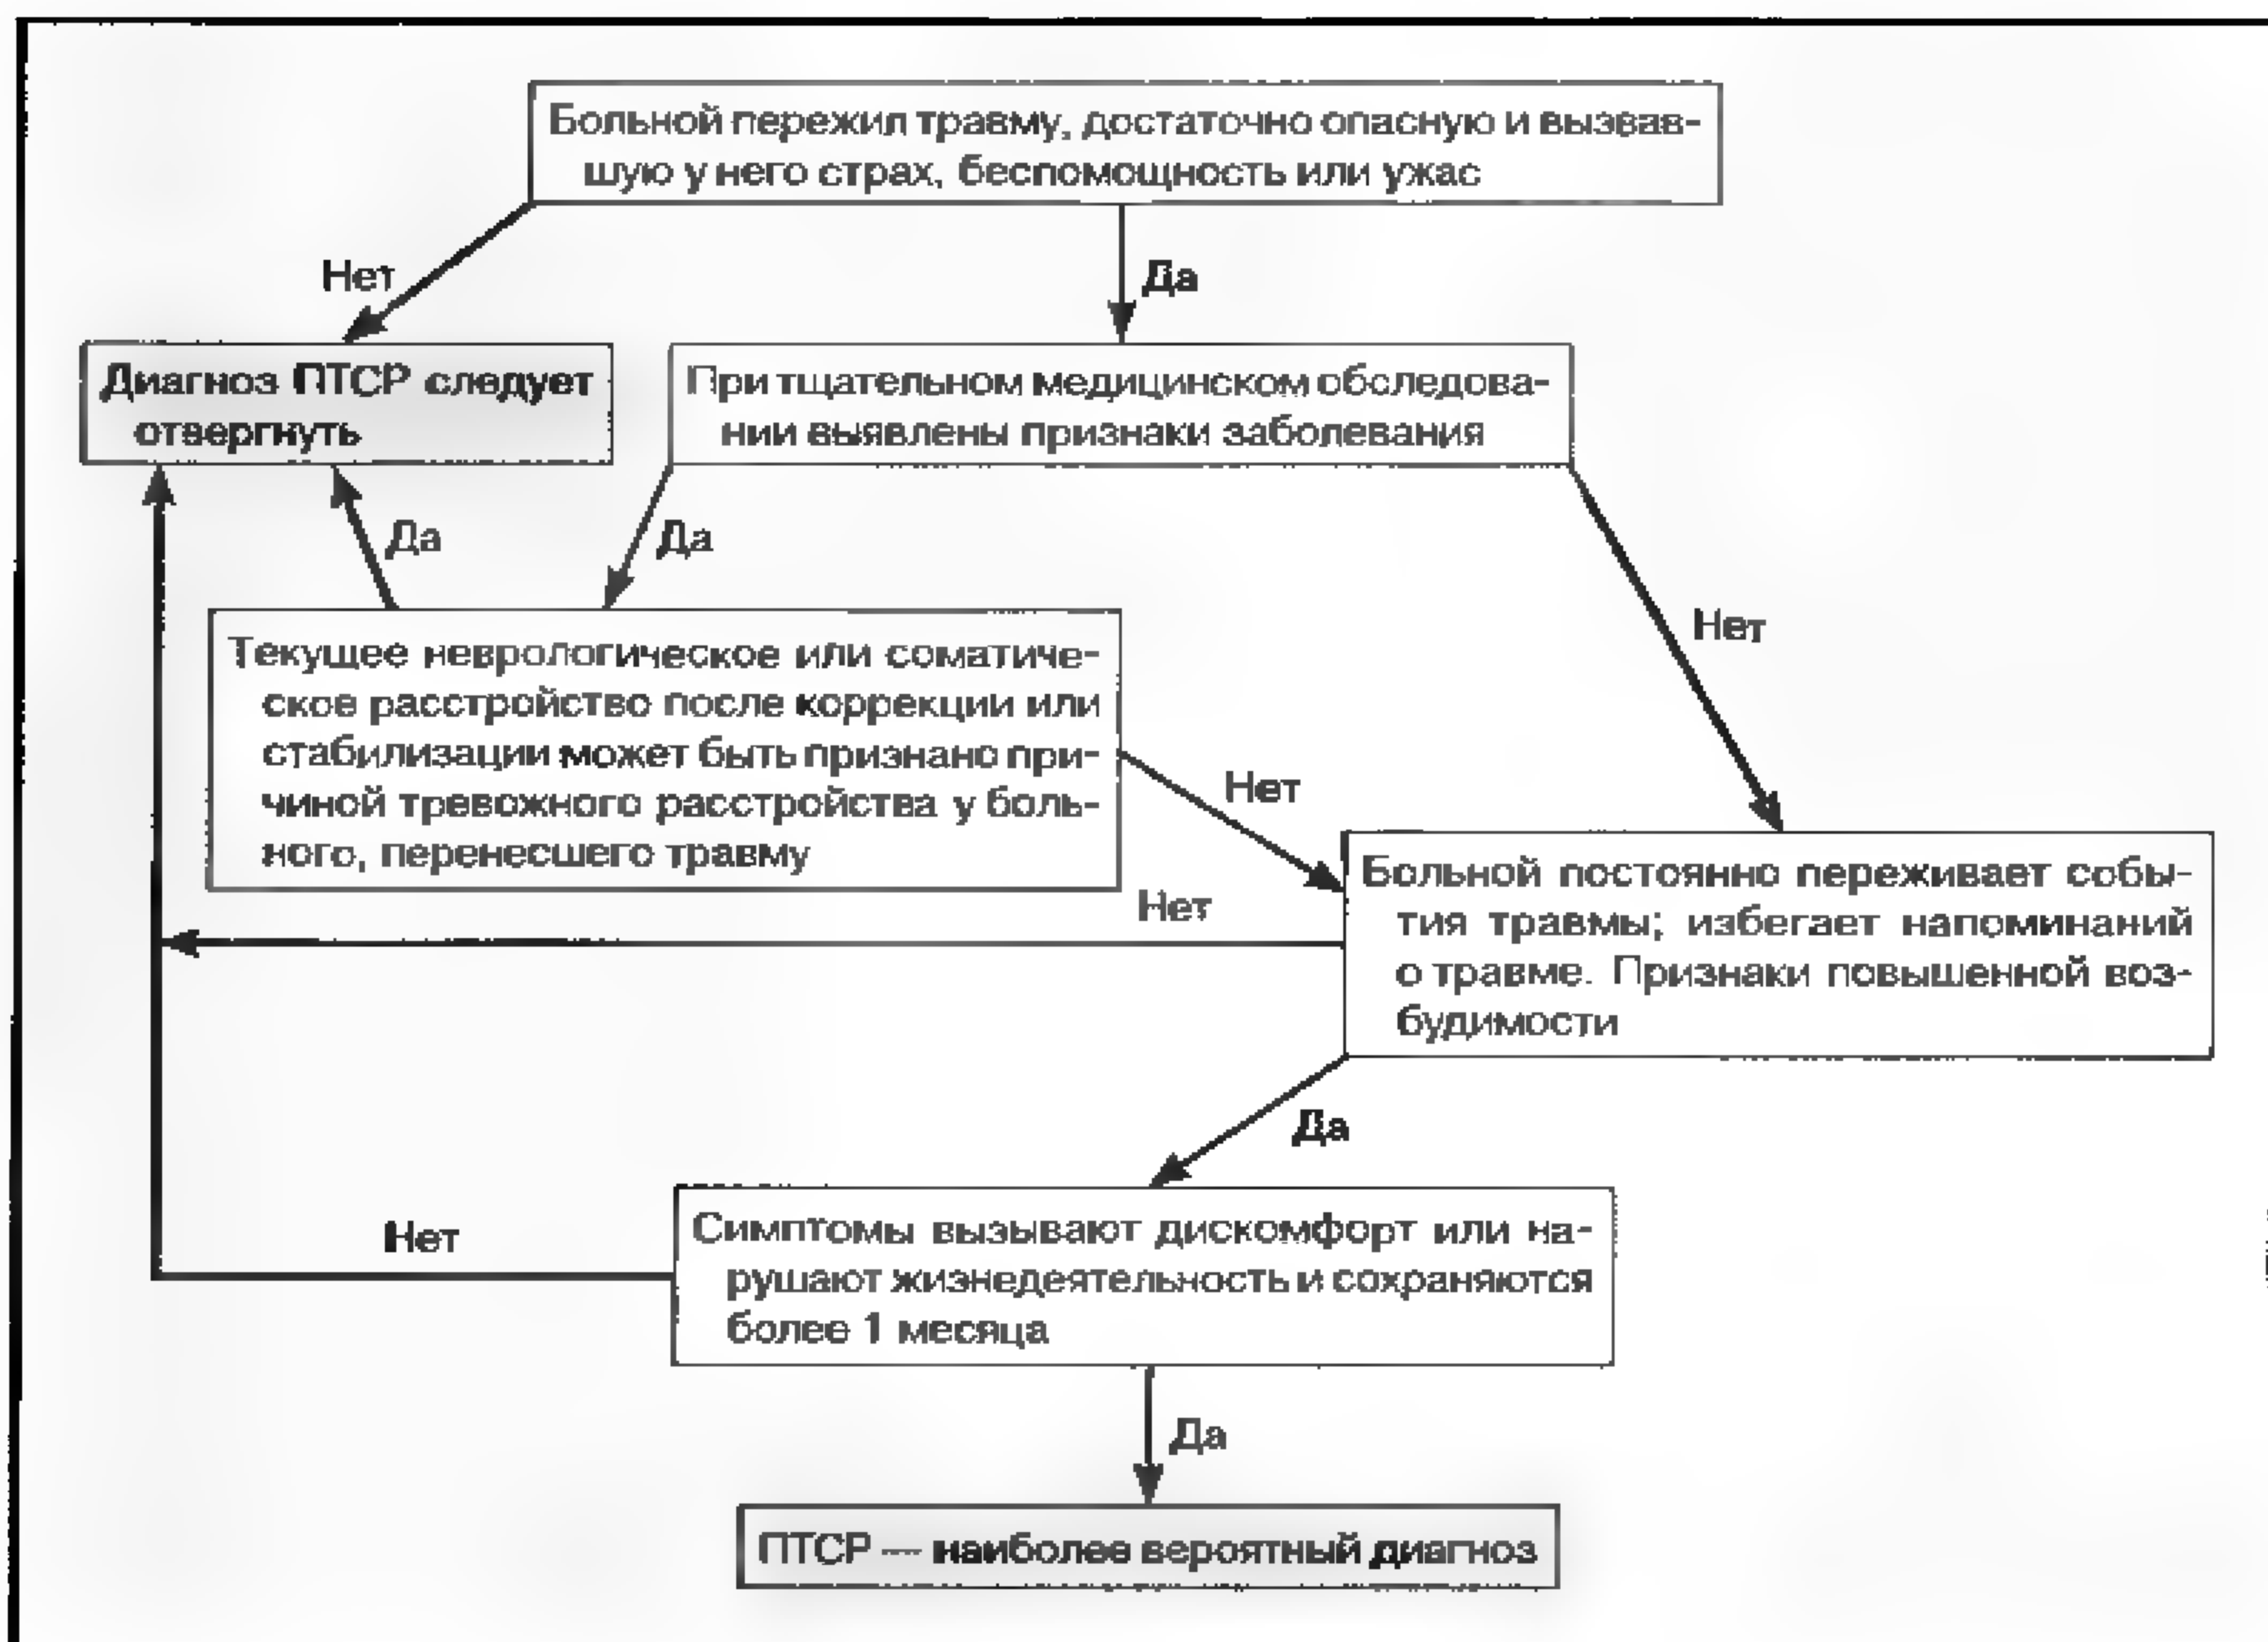 Больной пережил травму, достаточно опасную и вызвав-
шую у него страх, беспомощность или ужас
Нет
Да
Диагноз ПТСР следует
отвергнуть
При тщательном медицинском обследова-
нии выявлены признаки заболевания
Да
Да
Нет
Текущее неврологическое или соматиче-
ское расстройство после коррекции или
стабилизации может быть признано при-
чиной тревожного расстройства у боль-
ного, перенесшего травму
Нет
Нет
Больной постоянно переживает собы-
тия травмы; избегает напоминаний
о травме. Признаки повышенной воз-
будимости
Да
Нет
Симптомы вызывают дискомфорт или на-
рушают жизнедеятельность и сохраняются
более 1 месяца
Да
ПТСР — наиболее вероятный диагноз